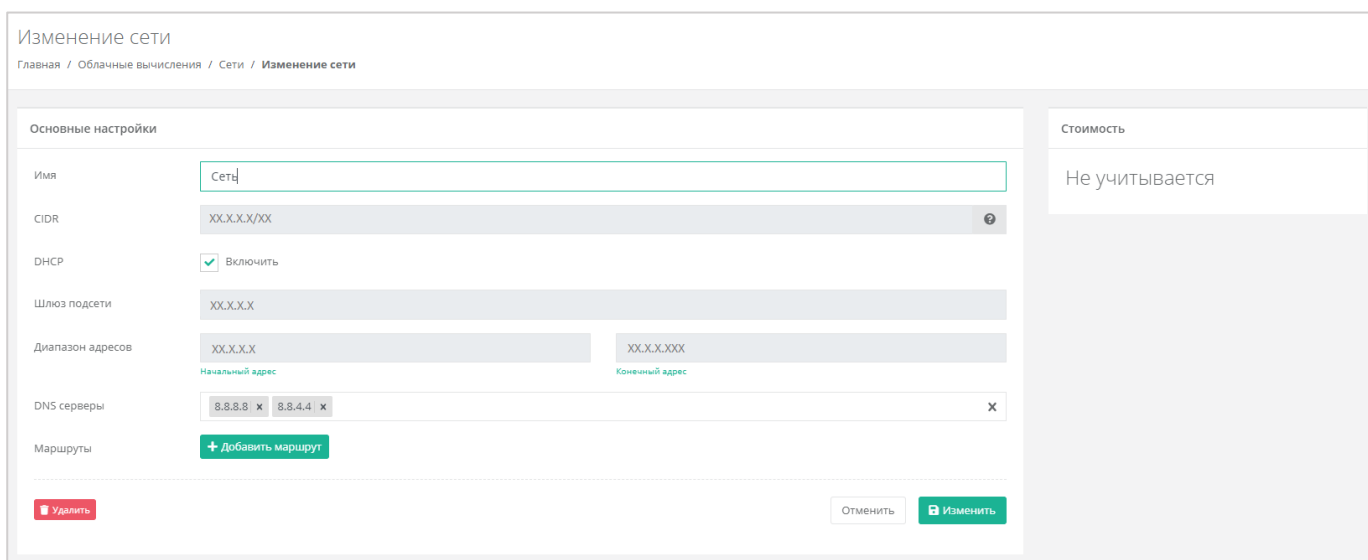 Изменение сети
Главная / Облачные вычисления / Сети / Изменение сети
Основные настройки
Стоимость
Имя
Сеть
Не учитывается
CIDR
XX.X.X.X/XX
DHCP
Включить
Шлюз подсети
XX.X.X.X
Диапазон адресов
XX.X.X.X
XX.X.X.XXX
Начальный адрес
Конечный адрес
DNS серверы
8.8.8.8 x 8.8.4.4 x
Маршруты
+ Добавить маршрут
Удалить
Отменить
Изменить